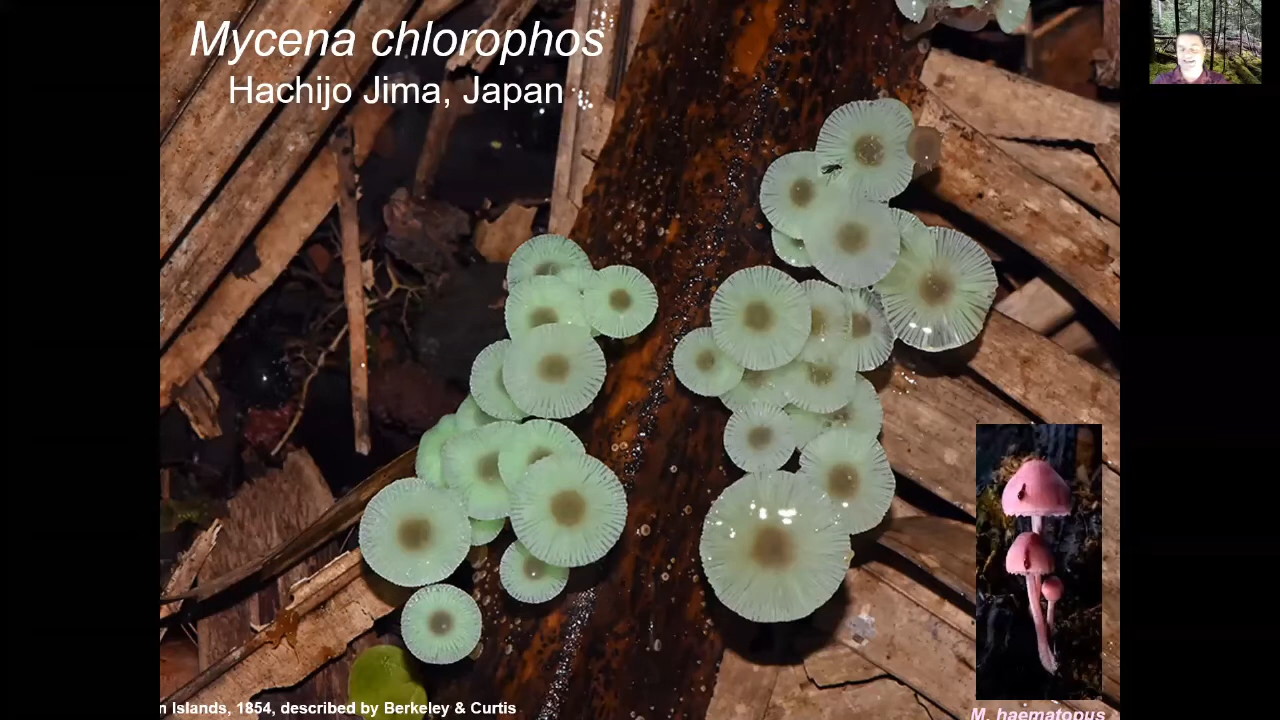 Mycena chlorophos
Hachijo Jima, Japan
n Islands, 1854, described by Berkeley & Curtis
M. haematopus